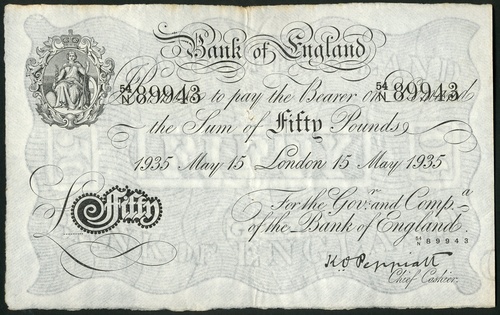 Bank of England
54/N 89943 I Promise to pay the Bearer on Demand 54/N 89943
the Sum of Fifty Pounds
1935 May 15 London 15 May 1935
For the Govr. and Compa.
of the Bank of England.
£ Fifty
54/N 89943
K.O. Peppiatt
Chief Cashier.